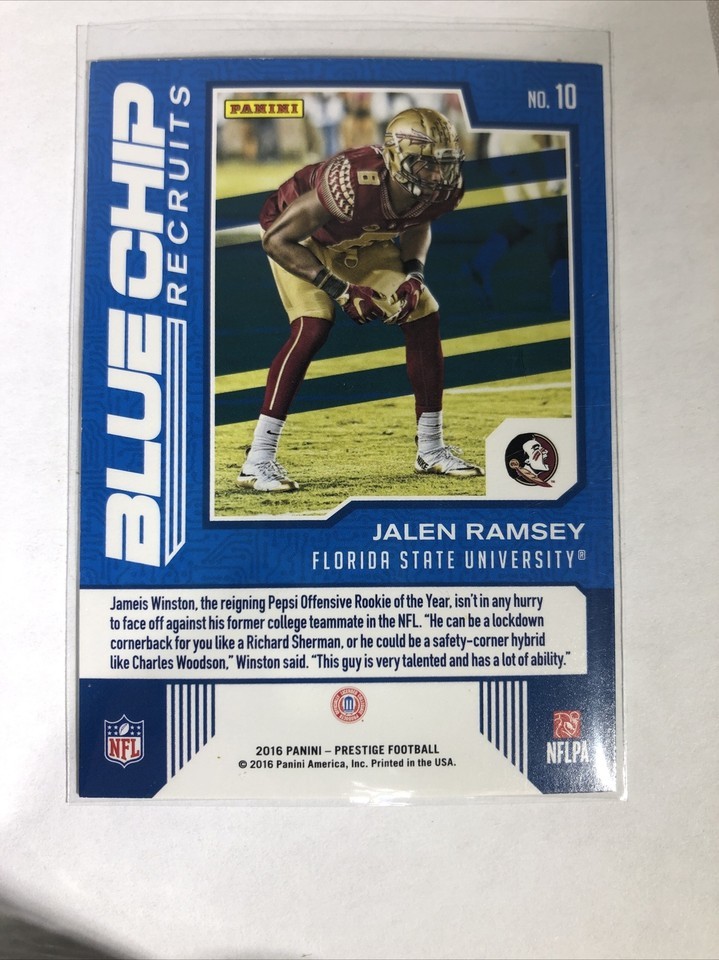 BLUE CHIP
RECRUITS
PANINI
NO. 10
8
JALEN RAMSEY
FLORIDA STATE UNIVERSITY®
Jameis Winston, the reigning Pepsi Offensive Rookie of the Year, isn't in any hurry
to face off against his former college teammate in the NFL. "He can be a lockdown
cornerback for you like a Richard Sherman, or he could be a safety-corner hybrid
like Charles Woodson," Winston said. "This guy is very talented and has a lot of ability."
NFL
2016 PANINI – PRESTIGE FOOTBALL
© 2016 Panini America, Inc. Printed in the USA.
NFLPA